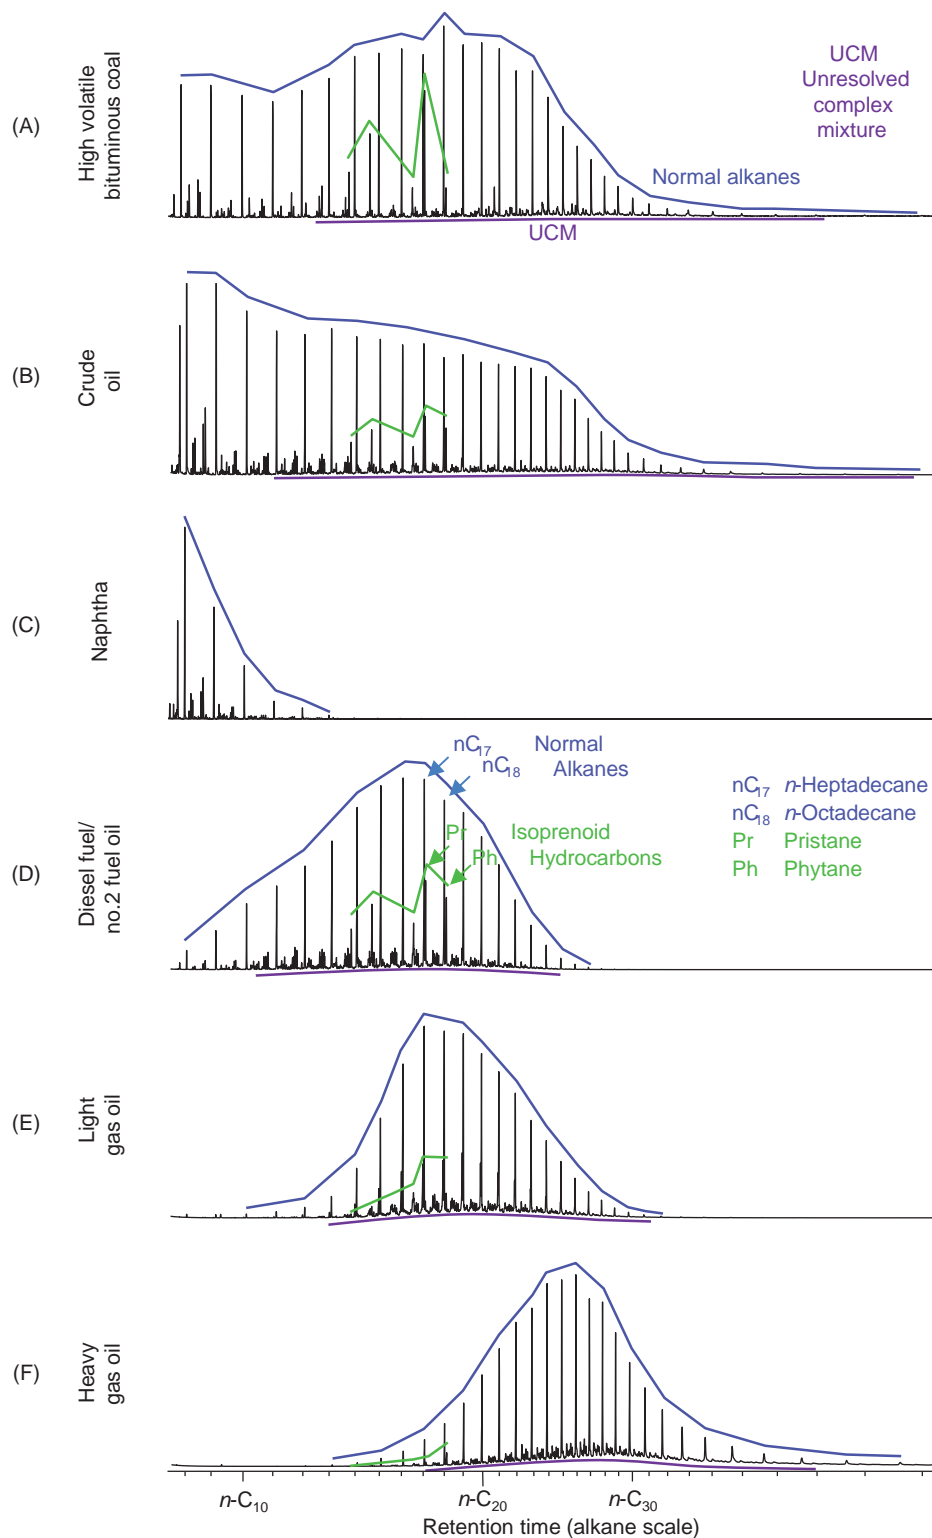 (A)
High volatile
bituminous coal
UCM
Unresolved
complex
mixture
Normal alkanes
UCM
(B)
Crude
oil
(C)
Naphtha
(D)
Diesel fuel/
no.2 fuel oil
nC₁₇ Normal
nC₁₈ Alkanes
Pr Isoprenoid
Ph Hydrocarbons
nC₁₇ n-Heptadecane
nC₁₈ n-Octadecane
Pr Pristane
Ph Phytane
(E)
Light
gas oil
(F)
Heavy
gas oil
n-C₁₀ n-C₂₀ n-C₃₀
Retention time (alkane scale)